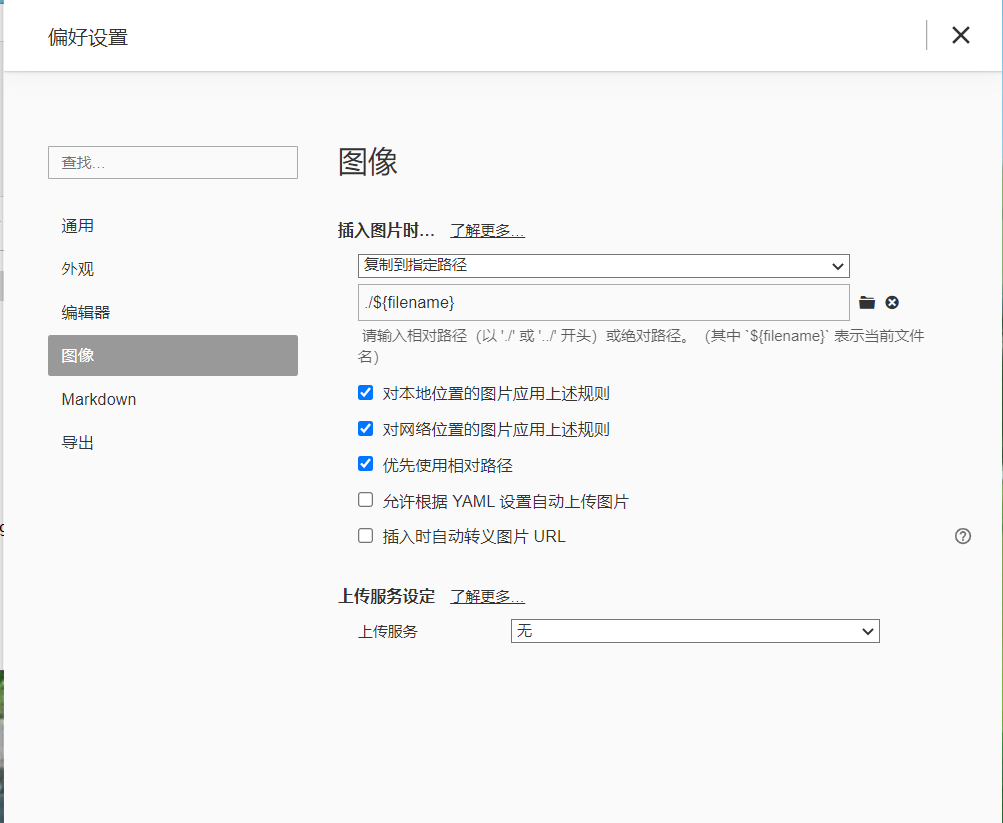 偏好设置
查找...
图像
通用
插入图片时... 了解更多...
外观
复制到指定路径
编辑器
./${filename}
图像
请输入相对路径（以 './' 或 '../' 开头）或绝对路径。（其中 `${filename}` 表示当前文件
名）
Markdown
对本地位置的图片应用上述规则
对网络位置的图片应用上述规则
导出
优先使用相对路径
允许根据 YAML 设置自动上传图片
插入时自动转义图片 URL
上传服务设定 了解更多...
上传服务 无